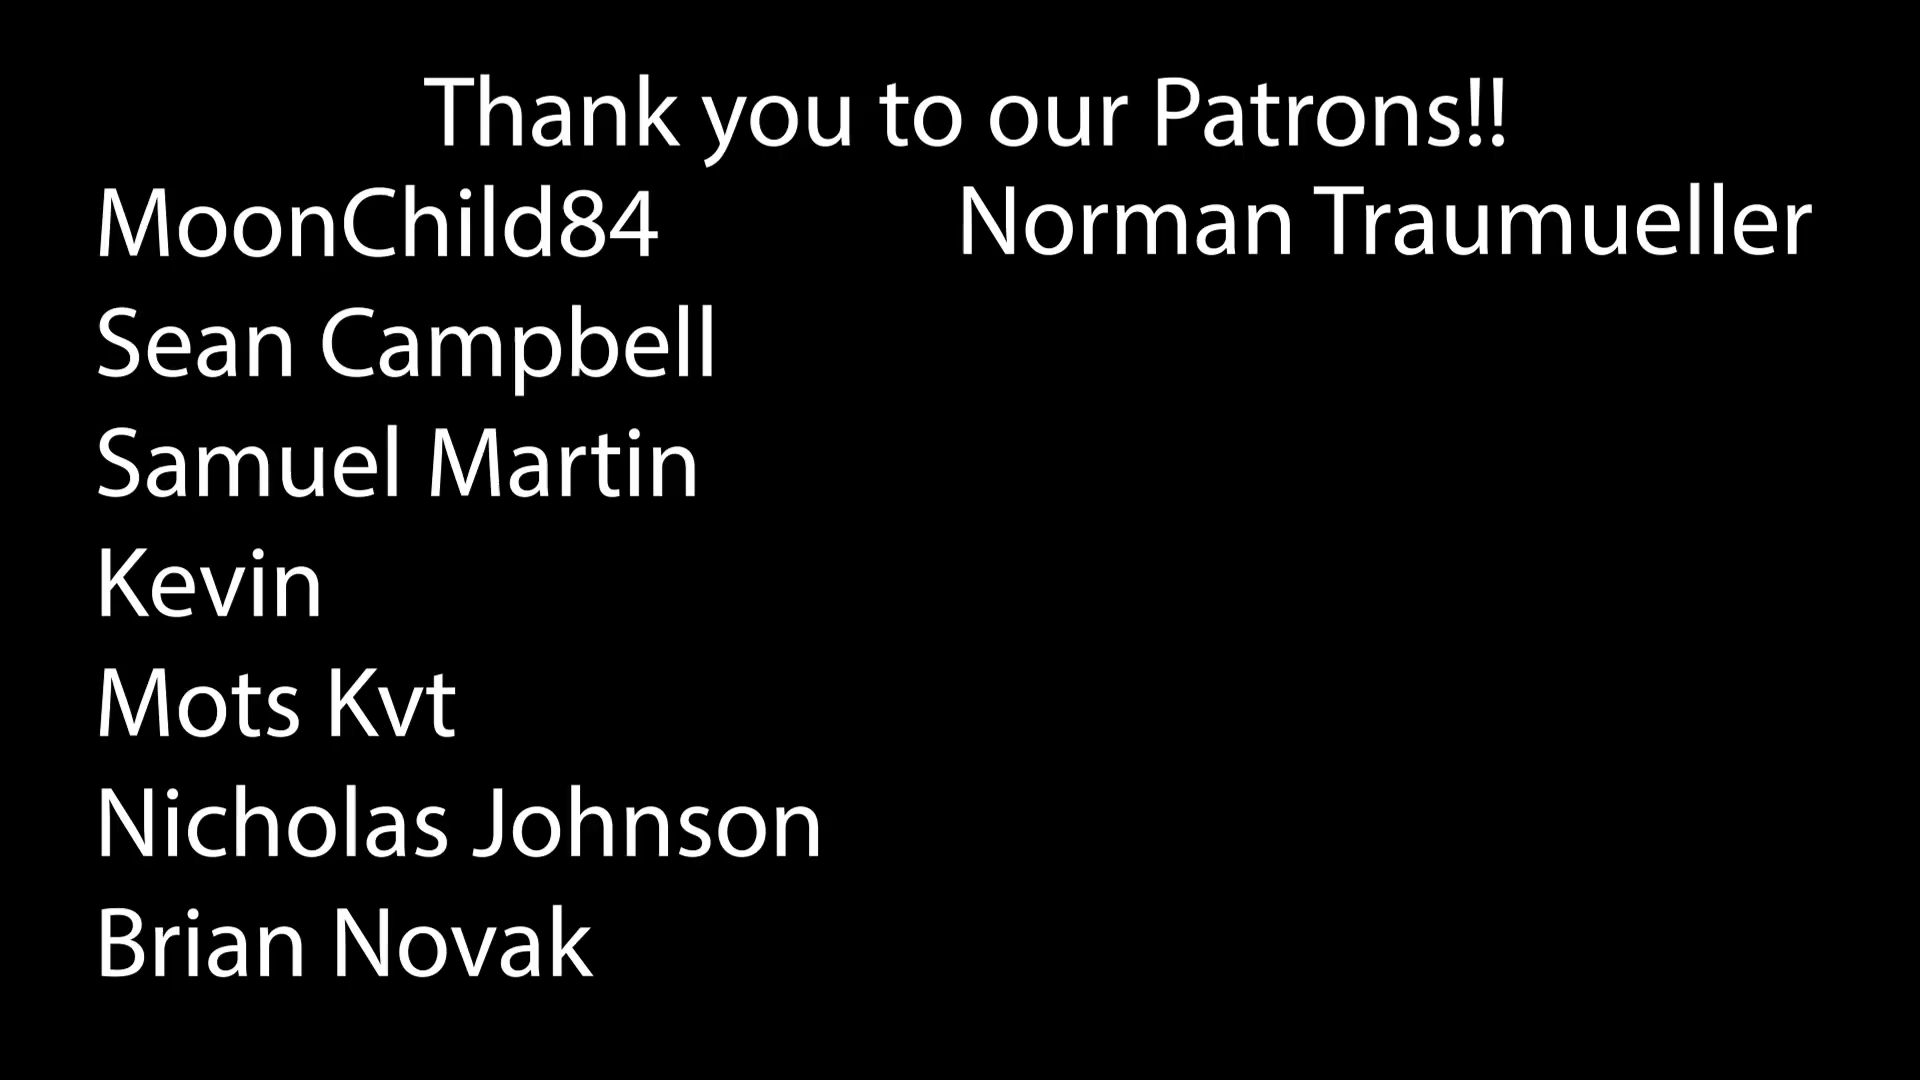 Thank you to our Patrons!!
MoonChild84
Sean Campbell
Samuel Martin
Kevin
Mots Kvt
Nicholas Johnson
Brian Novak
Norman Traumueller